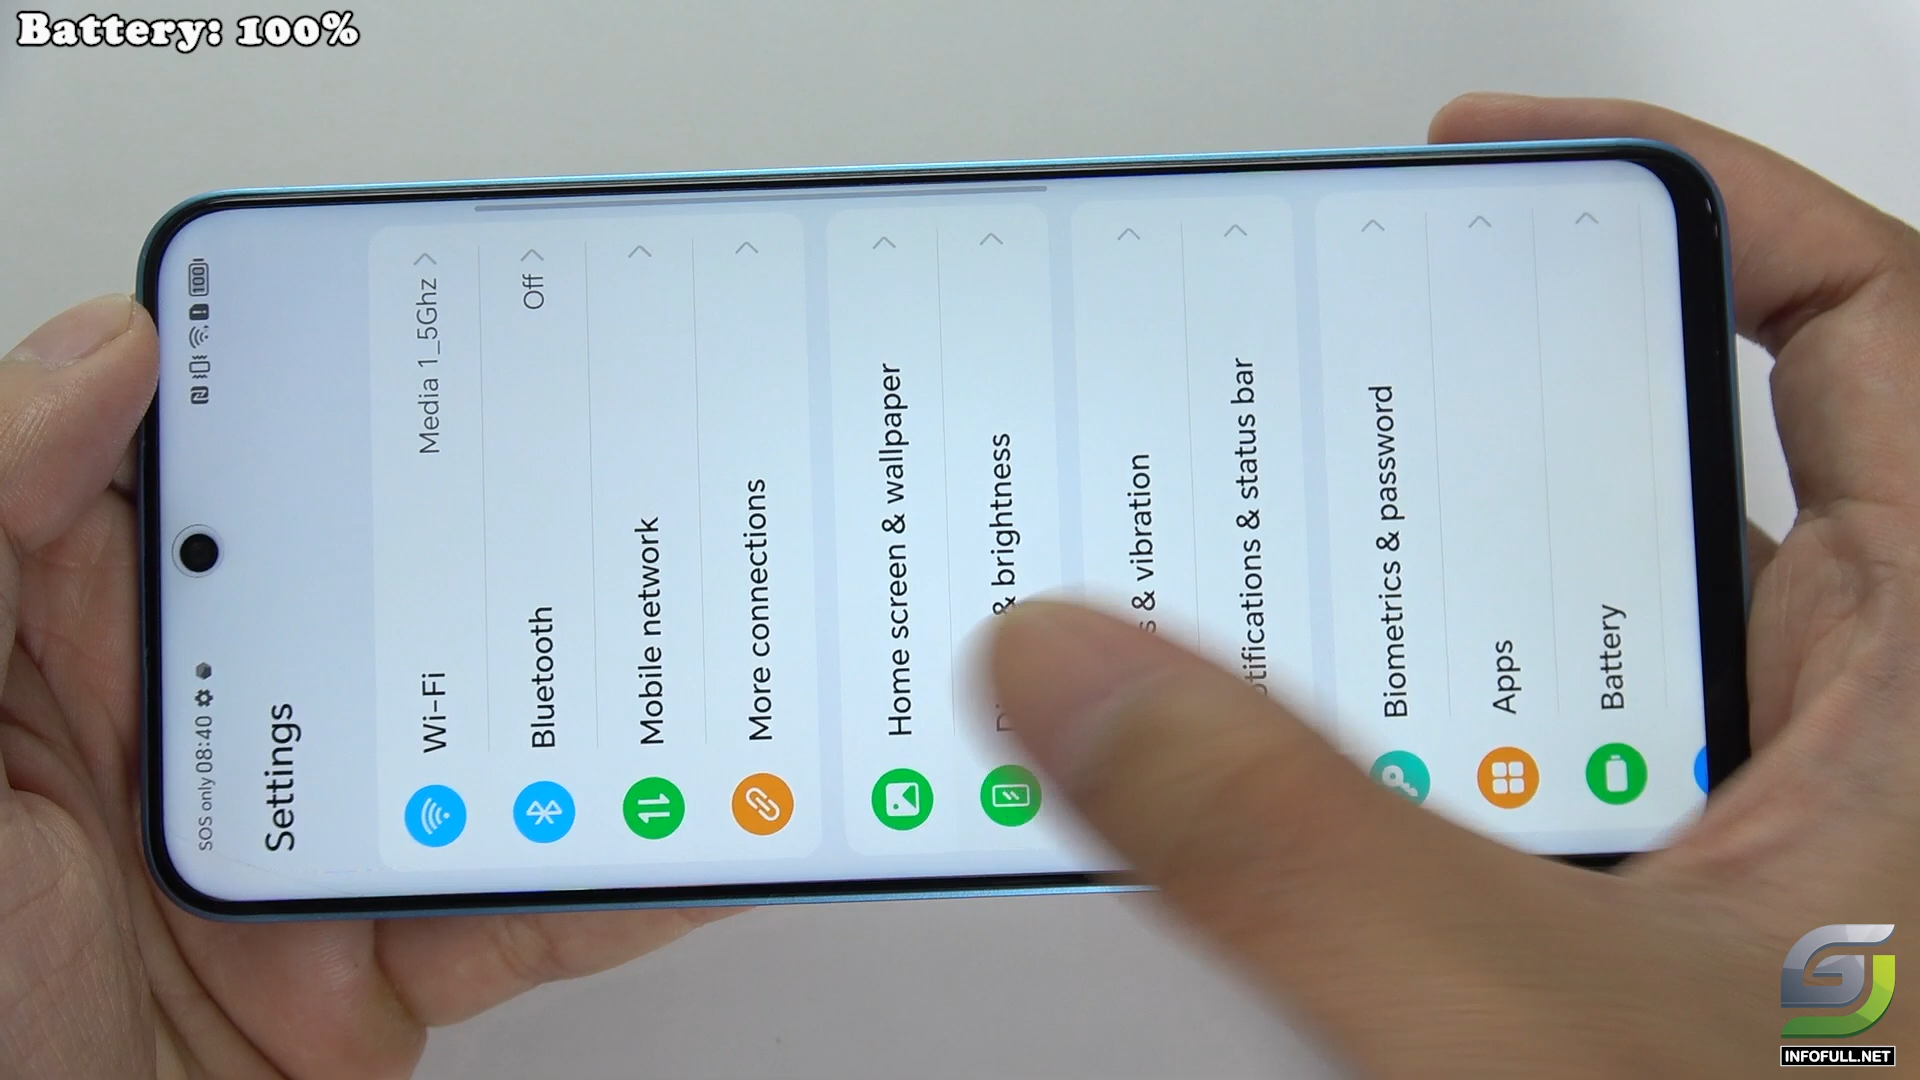 Battery: 100%
SOS only 08:40
100
Settings
Wi-Fi
Media 1_5Ghz
Bluetooth
Off
Mobile network
More connections
Home screen & wallpaper
& brightness
& vibration
& status bar
Biometrics & password
Apps
Battery
INFOFULL.NET